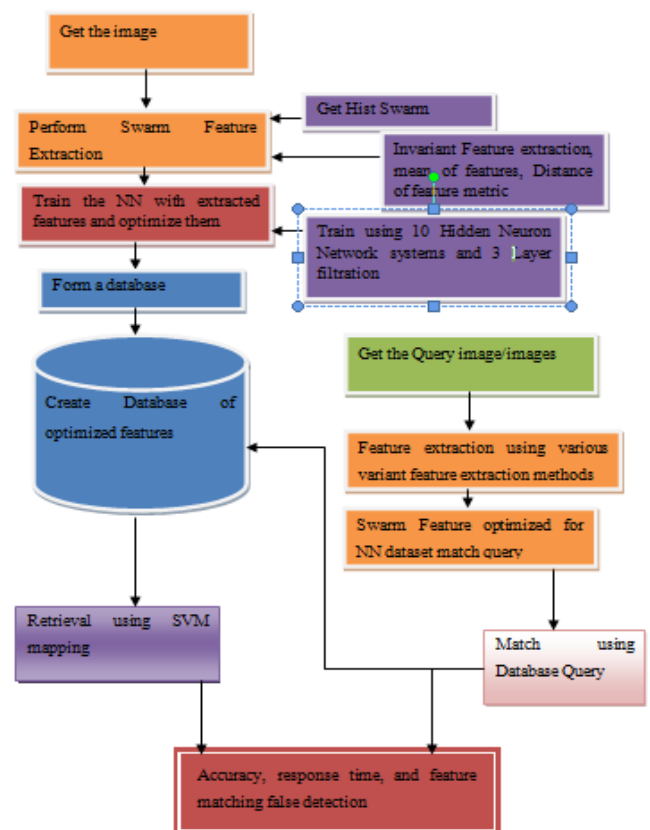 Get the image
Get Hist Swarm
Perform Swarm Feature
Extraction
Invariant Feature extraction,
mean of features, Distance
of feature metric
Train the NN with extracted
features and optimize them
Train using 10 Hidden Neuron
Network systems and 3 Layer
filtration
Form a database
Create Database of
optimized features
Get the Query image/images
Feature extraction using various
variant feature extraction methods
Swarm Feature optimized for
NN dataset match query
Retrieval using SVM
mapping
Match using
Database Query
Accuracy, response time, and feature
matching false detection